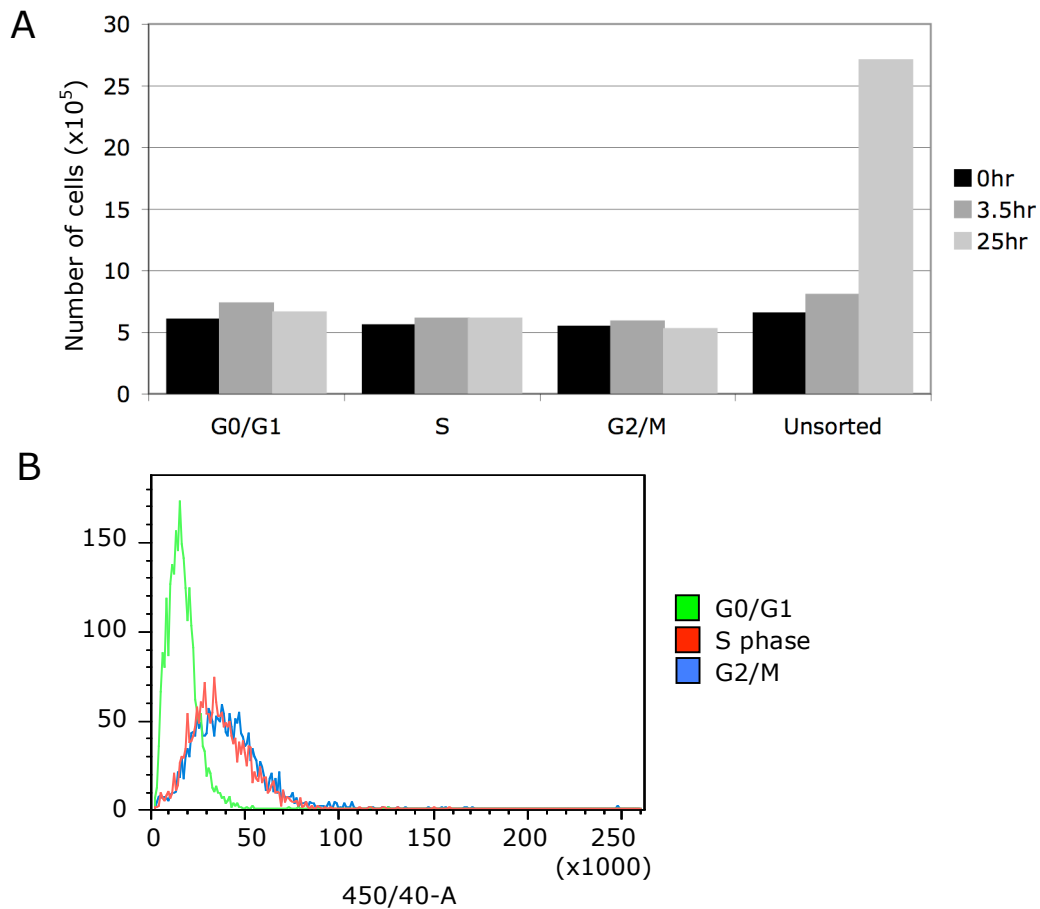 A
30
25
20
15
10
5
0
Number of cells (x10⁵)
G0/G1
S
G2/M
Unsorted
0hr
3.5hr
25hr
B
150
100
50
0
0
50
100
150
200
250
(x1000)
450/40-A
G0/G1
S phase
G2/M